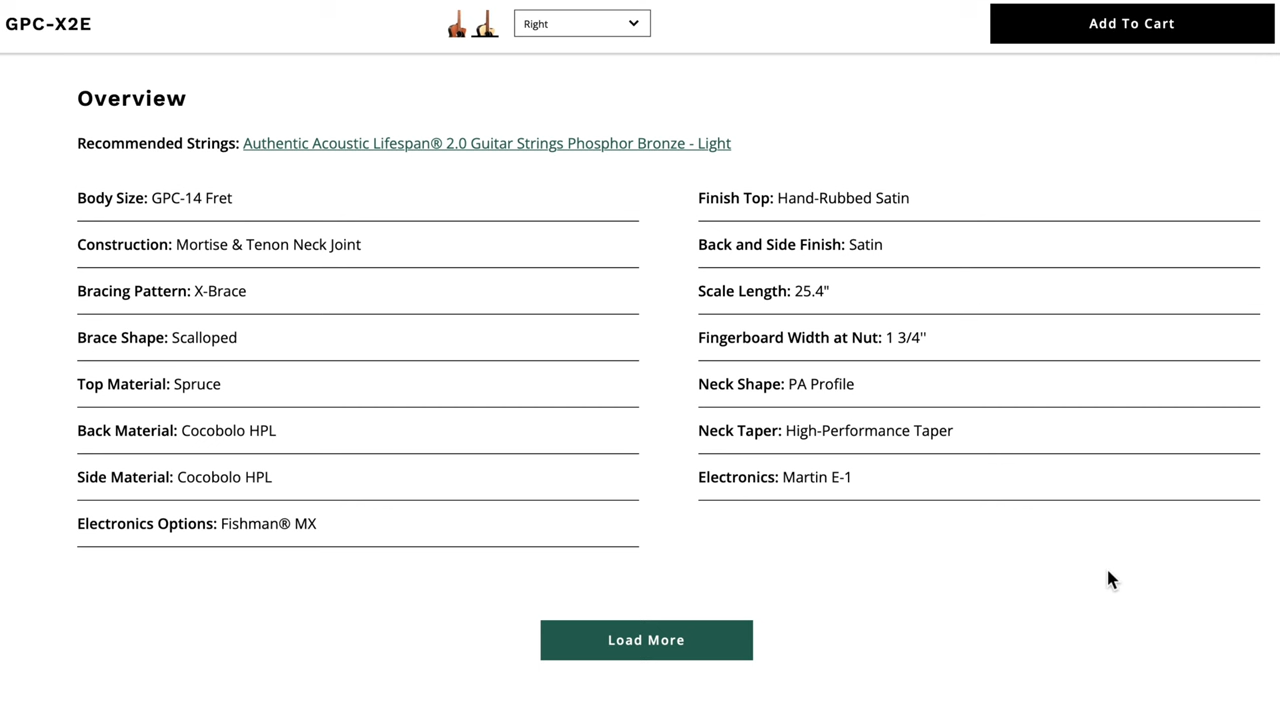 GPC-X2E
Right
Add To Cart
Overview
Recommended Strings: Authentic Acoustic Lifespan® 2.0 Guitar Strings Phosphor Bronze - Light
Body Size: GPC-14 Fret
Construction: Mortise & Tenon Neck Joint
Bracing Pattern: X-Brace
Brace Shape: Scalloped
Top Material: Spruce
Back Material: Cocobolo HPL
Side Material: Cocobolo HPL
Electronics Options: Fishman® MX
Finish Top: Hand-Rubbed Satin
Back and Side Finish: Satin
Scale Length: 25.4"
Fingerboard Width at Nut: 1 3/4''
Neck Shape: PA Profile
Neck Taper: High-Performance Taper
Electronics: Martin E-1
Load More